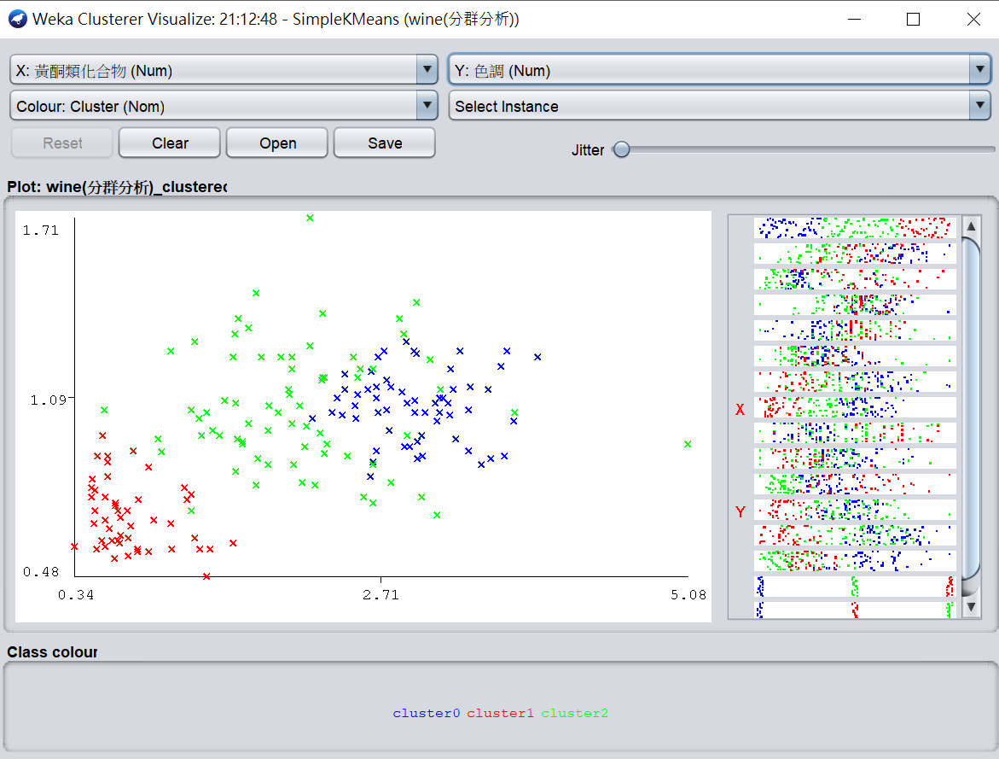 Weka Clusterer Visualize: 21:12:48 - SimpleKMeans (wine(分群分析))
X: 黃酮類化合物 (Num)
Y: 色調 (Num)
Colour: Cluster (Nom)
Select Instance
Reset
Clear
Open
Save
Jitter
Plot: wine(分群分析)_clustered
1.71
1.09
0.48
0.34
2.71
5.08
X
Y
Class colour
cluster0 cluster1 cluster2